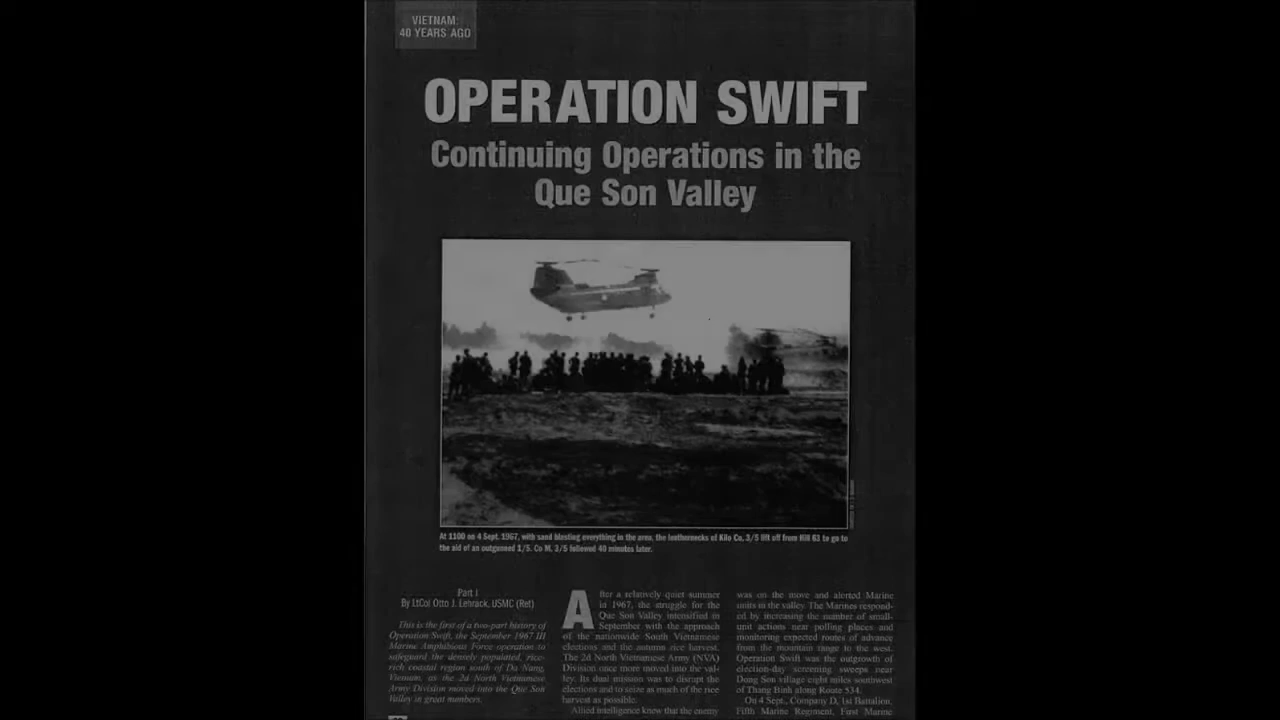 VIETNAM:
40 YEARS AGO
OPERATION SWIFT
Continuing Operations in the
Que Son Valley
At 1100 on 4 Sept. 1967, with sand blasting everything in the area, the leathernecks of Kilo Co, 3/5 lift off from Hill 63 to go to
the aid of an outgunned 1/5. Co M, 3/5 followed 40 minutes later.
Part I
By LtCol Otto J. Lehrack, USMC (Ret)
This is the first of a two-part history of
Operation Swift, the September 1967 III
Marine Amphibious Force operation to
safeguard the densely populated, rice-
rich coastal region south of Da Nang,
Vietnam, as the 2d North Vietnamese
Army Division moved into the Que Son
Valley in great numbers.
After a relatively quiet summer
in 1967, the struggle for the
Que Son Valley intensified in
September with the approach
of the nationwide South Vietnamese
elections and the autumn rice harvest.
The 2d North Vietnamese Army (NVA)
Division once more moved into the val-
ley. Its dual mission was to disrupt the
elections and to seize as much of the rice
harvest as possible.
Allied intelligence knew that the enemy
was on the move and alerted Marine
units in the valley. The Marines respond-
ed by increasing the number of small-
unit actions near polling places and
monitoring expected routes of advance
from the mountain range to the west.
Operation Swift was the outgrowth of
election-day screening sweeps near
Dong Son village eight miles southwest
of Thang Binh along Route 534.
On 4 Sept., Company D, 1st Battalion,
Fifth Marine Regiment, First Marine